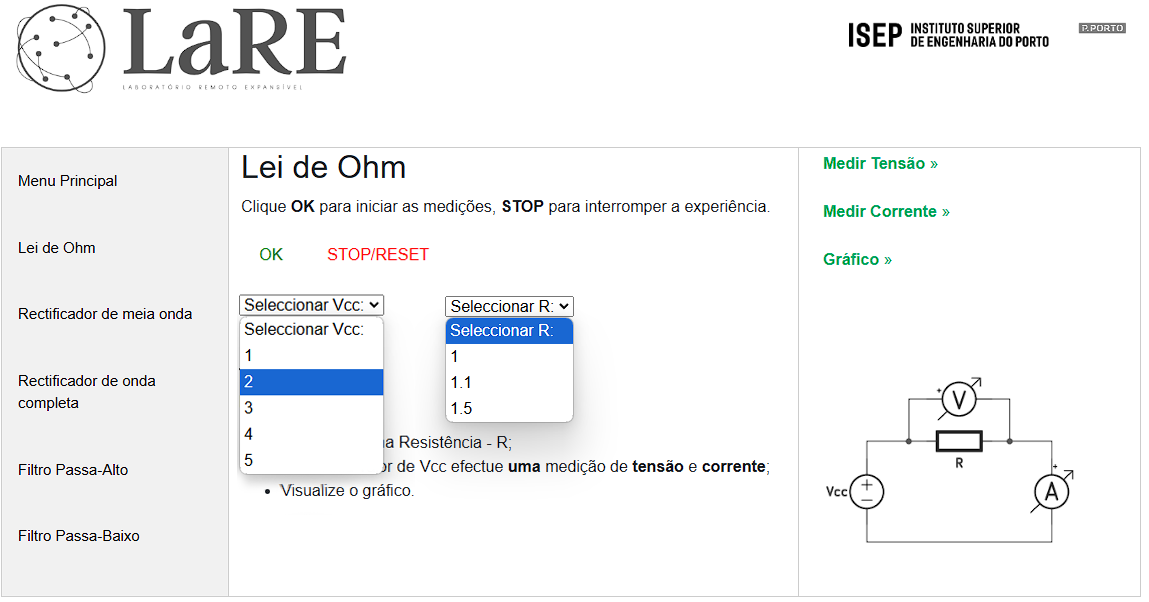 LaRE
LABORATÓRIO REMOTO EXPANSÍVEL
ISEP INSTITUTO SUPERIOR
DE ENGENHARIA DO PORTO
P.PORTO
Menu Principal
Lei de Ohm
Rectificador de meia onda
Rectificador de onda
completa
Filtro Passa-Alto
Filtro Passa-Baixo
Lei de Ohm
Clique OK para iniciar as medições, STOP para interromper a experiência.
OK STOP/RESET
Seleccionar Vcc:
Seleccionar Vcc:
1
2
3
4
5
Seleccionar R:
Seleccionar R:
1
1.1
1.5
Resistência - R;
de Vcc efectue uma medição de tensão e corrente;
• Visualize o gráfico.
Medir Tensão »
Medir Corrente »
Gráfico »
+
V
R
Vcc
+
−
+
A